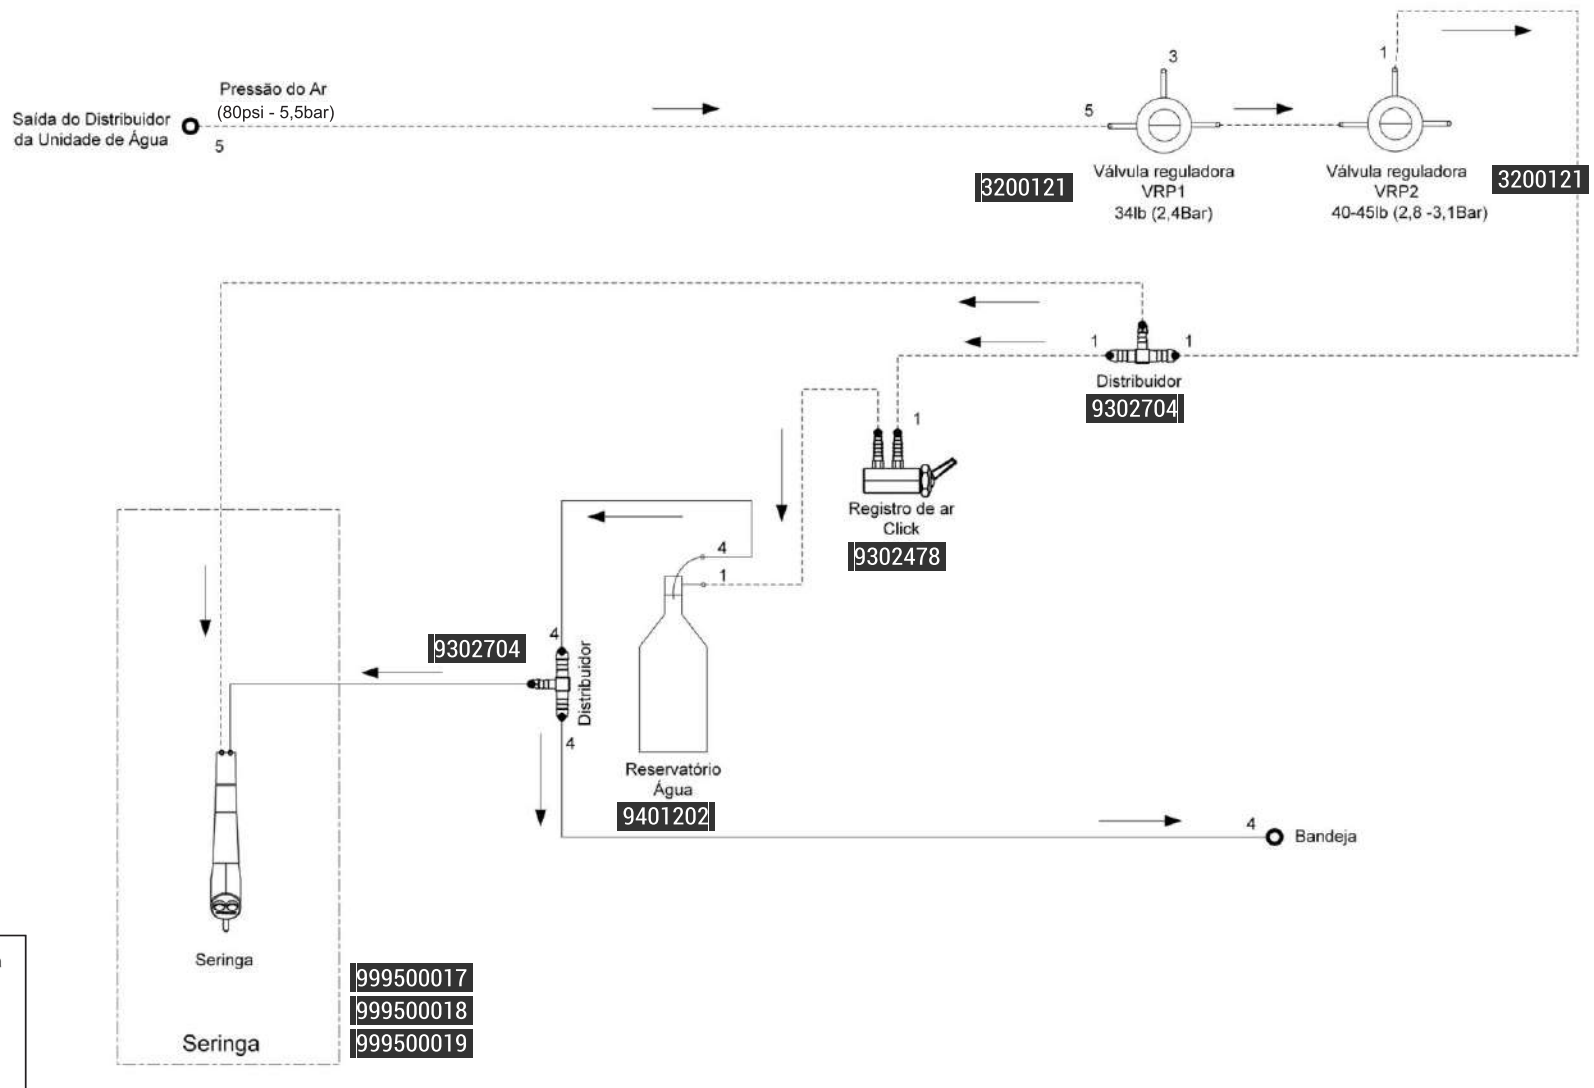 Pressão do Ar
(80psi - 5,5bar)
Saída do Distribuidor
da Unidade de Água
5
5
3
1
3200121
Válvula reguladora
VRP1
34lb (2,4Bar)
Válvula reguladora
VRP2
40-45lb (2,8 -3,1Bar)
3200121
1
1
Distribuidor
9302704
1
Registro de ar
Click
9302478
4
1
9302704
4
Distribuidor
4
Reservatório
Água
9401202
4
Bandeja
Seringa
Seringa
999500017
999500018
999500019